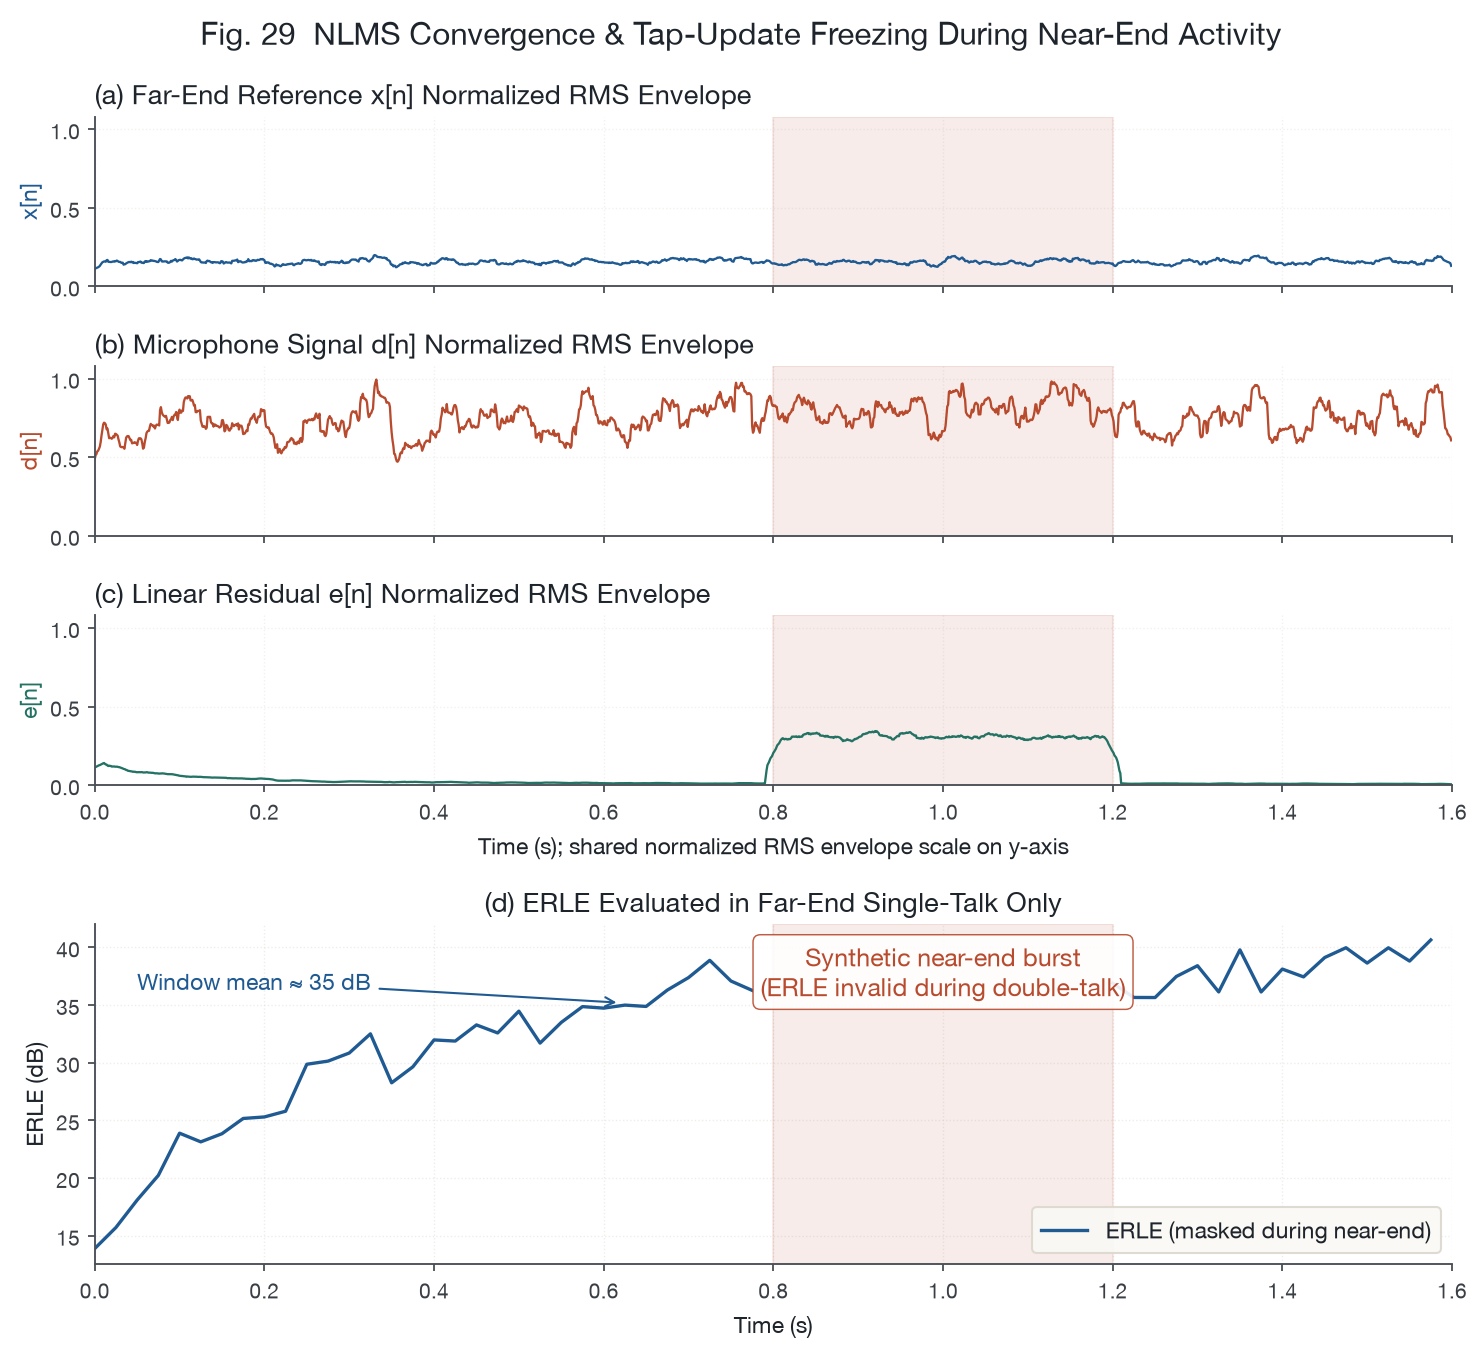 Fig. 29  NLMS Convergence & Tap-Update Freezing During Near-End Activity
(a) Far-End Reference x[n] Normalized RMS Envelope
1.0
0.5
0.0
x[n]
(b) Microphone Signal d[n] Normalized RMS Envelope
1.0
0.5
0.0
d[n]
(c) Linear Residual e[n] Normalized RMS Envelope
1.0
0.5
0.0
e[n]
0.0 0.2 0.4 0.6 0.8 1.0 1.2 1.4 1.6
Time (s); shared normalized RMS envelope scale on y-axis
(d) ERLE Evaluated in Far-End Single-Talk Only
40
35
30
25
20
15
ERLE (dB)
Window mean ≈ 35 dB
Synthetic near-end burst
(ERLE invalid during double-talk)
ERLE (masked during near-end)
0.0 0.2 0.4 0.6 0.8 1.0 1.2 1.4 1.6
Time (s)